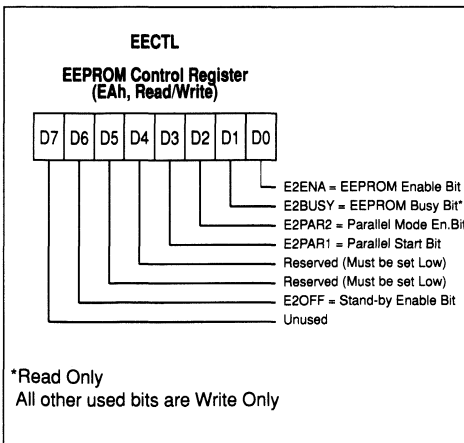 EECTL
EEPROM Control Register
(EAh, Read/Write)
D7 D6 D5 D4 D3 D2 D1 D0
E2ENA = EEPROM Enable Bit
E2BUSY = EEPROM Busy Bit*
E2PAR2 = Parallel Mode En.Bit
E2PAR1 = Parallel Start Bit
Reserved (Must be set Low)
Reserved (Must be set Low)
E2OFF = Stand-by Enable Bit
Unused
*Read Only
All other used bits are Write Only